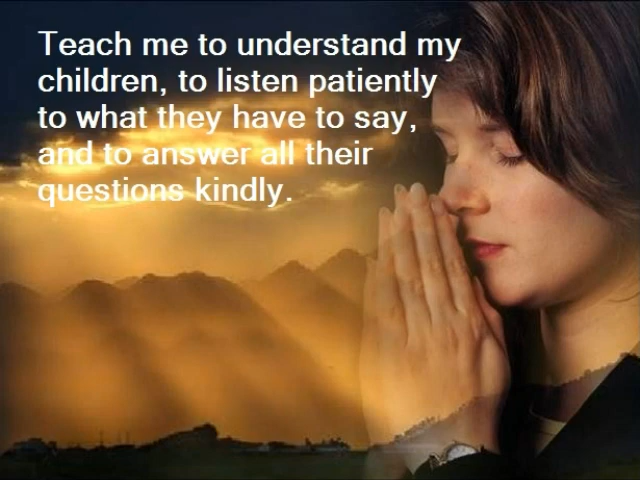 Teach me to understand my
children, to listen patiently
to what they have to say,
and to answer all their
questions kindly.